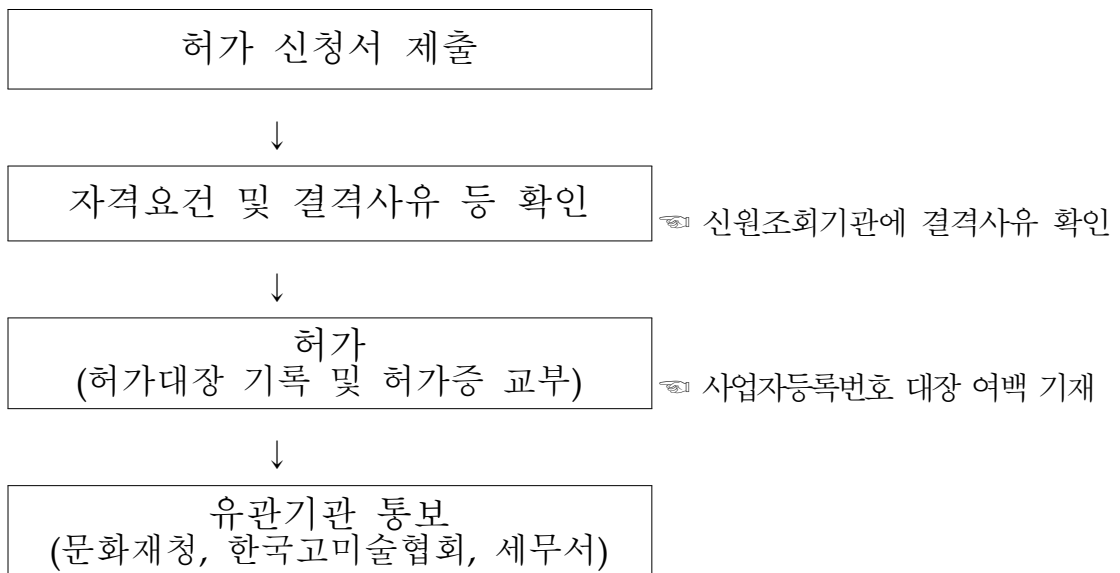 허가 신청서 제출
↓
자격요건 및 결격사유 등 확인
☜ 신원조회기관에 결격사유 확인
↓
허가
(허가대장 기록 및 허가증 교부)
☜ 사업자등록번호 대장 여백 기재
↓
유관기관 통보
(문화재청, 한국고미술협회, 세무서)